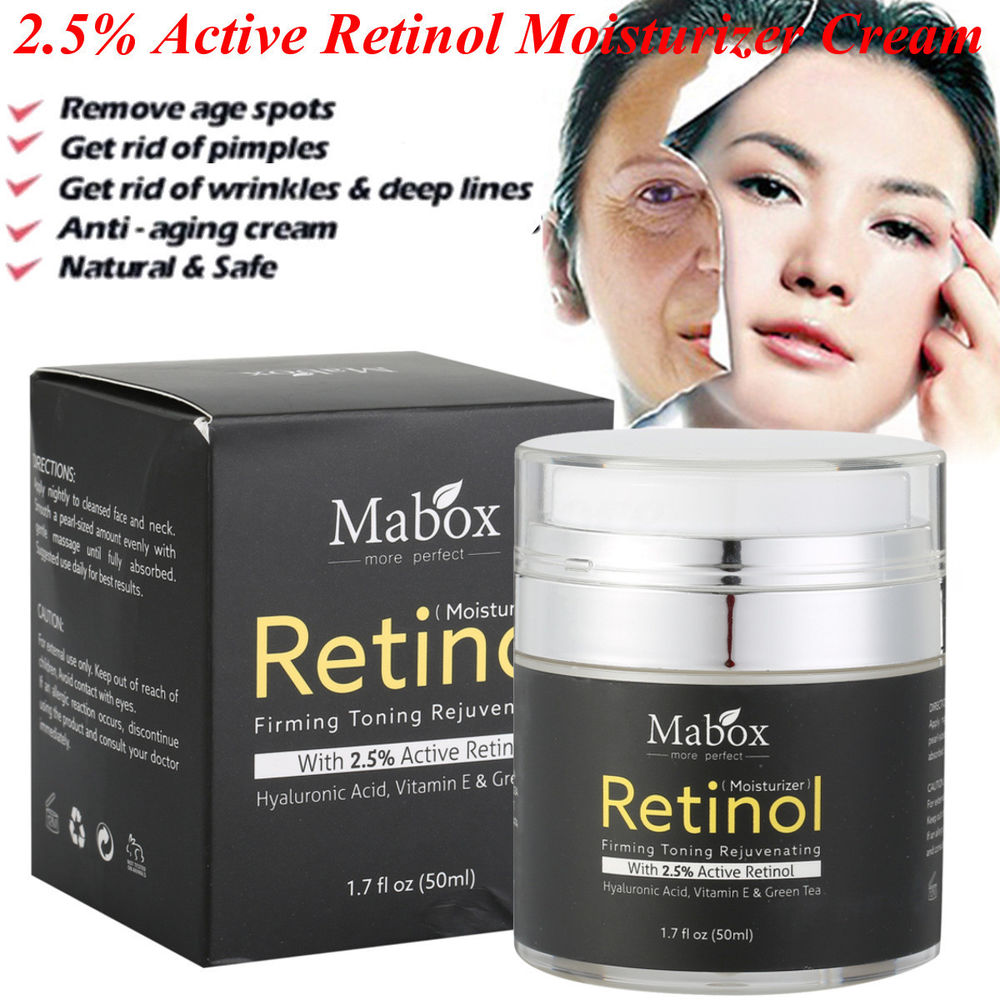 2.5% Active Retinol Moisturizer Cream
Remove age spots
Get rid of pimples
Get rid of wrinkles & deep lines
Anti - aging cream
Natural & Safe
Mabox
DIRECTIONS:
Apply nightly to cleansed face and neck.
Smooth a pearl-sized amount evenly with
gentle massage until fully absorbed.
Suggested use daily for best results.
CAUTION:
For external use only. Keep out of reach of
children, Avoid contact with eyes.
If an allergic reaction occurs, discontinue
using the product and consult your doctor
immediately.
Mabox
more perfect
( Moisturiz
Retino
Firming Toning Rejuven
With 2.5% Active Retin
Hyaluronic Acid, Vitamin E & Gree
1.7 fl oz (50ml)
Mabox
more perfect
( Moisturizer )
Retinol
Firming Toning Rejuvenating
With 2.5% Active Retinol
Hyaluronic Acid, Vitamin E & Green Tea
1.7 fl oz (50ml)